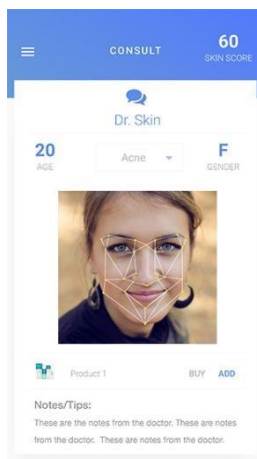 CONSULT
60
SKIN SCORE
Dr. Skin
20
AGE
Acne
F
GENDER
Product 1
BUY
ADD
Notes/Tips:
These are the notes from the doctor. These are notes
from the doctor. These are notes from the doctor.